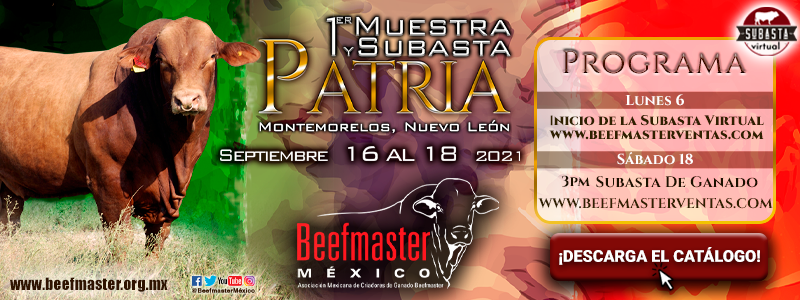 1ER MUESTRA
Y SUBASTA
PATRIA
MONTEMORELOS, NUEVO LEÓN
SEPTIEMBRE 16 AL 18 2021
Beefmaster
MÉXICO
Asociación Mexicana de Criadores de Ganado Beefmaster
www.beefmaster.org.mx
You Tube
@BeefmasterMéxico
SUBASTA
virtual
PROGRAMA
LUNES 6
INICIO DE LA SUBASTA VIRTUAL
WWW.BEEFMASTERVENTAS.COM
SÁBADO 18
3PM SUBASTA DE GANADO
WWW.BEEFMASTERVENTAS.COM
¡DESCARGA EL CATÁLOGO!